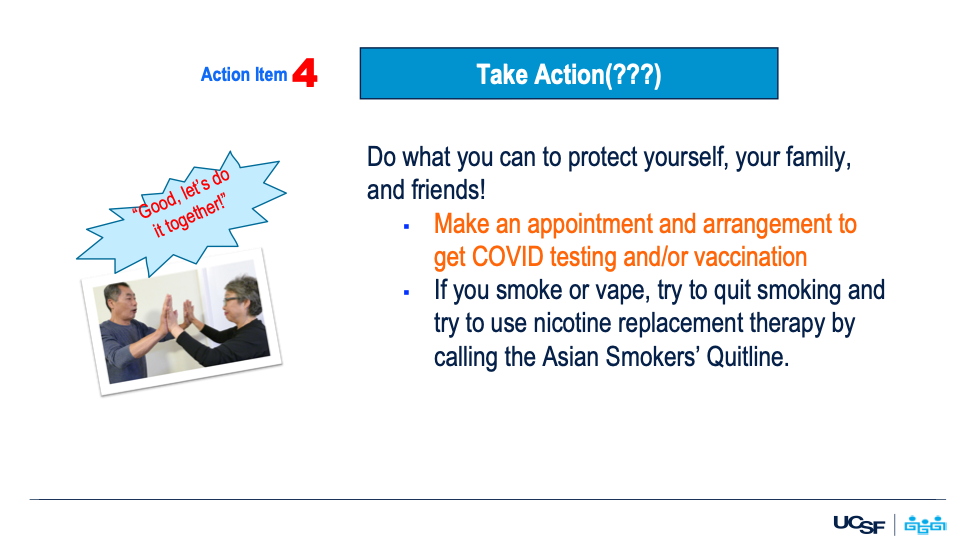 Action Item 4
Take Action(???)
"Good, let's do
it together!"
Do what you can to protect yourself, your family,
and friends!
▪ Make an appointment and arrangement to
get COVID testing and/or vaccination
▪ If you smoke or vape, try to quit smoking and
try to use nicotine replacement therapy by
calling the Asian Smokers' Quitline.
UCSF